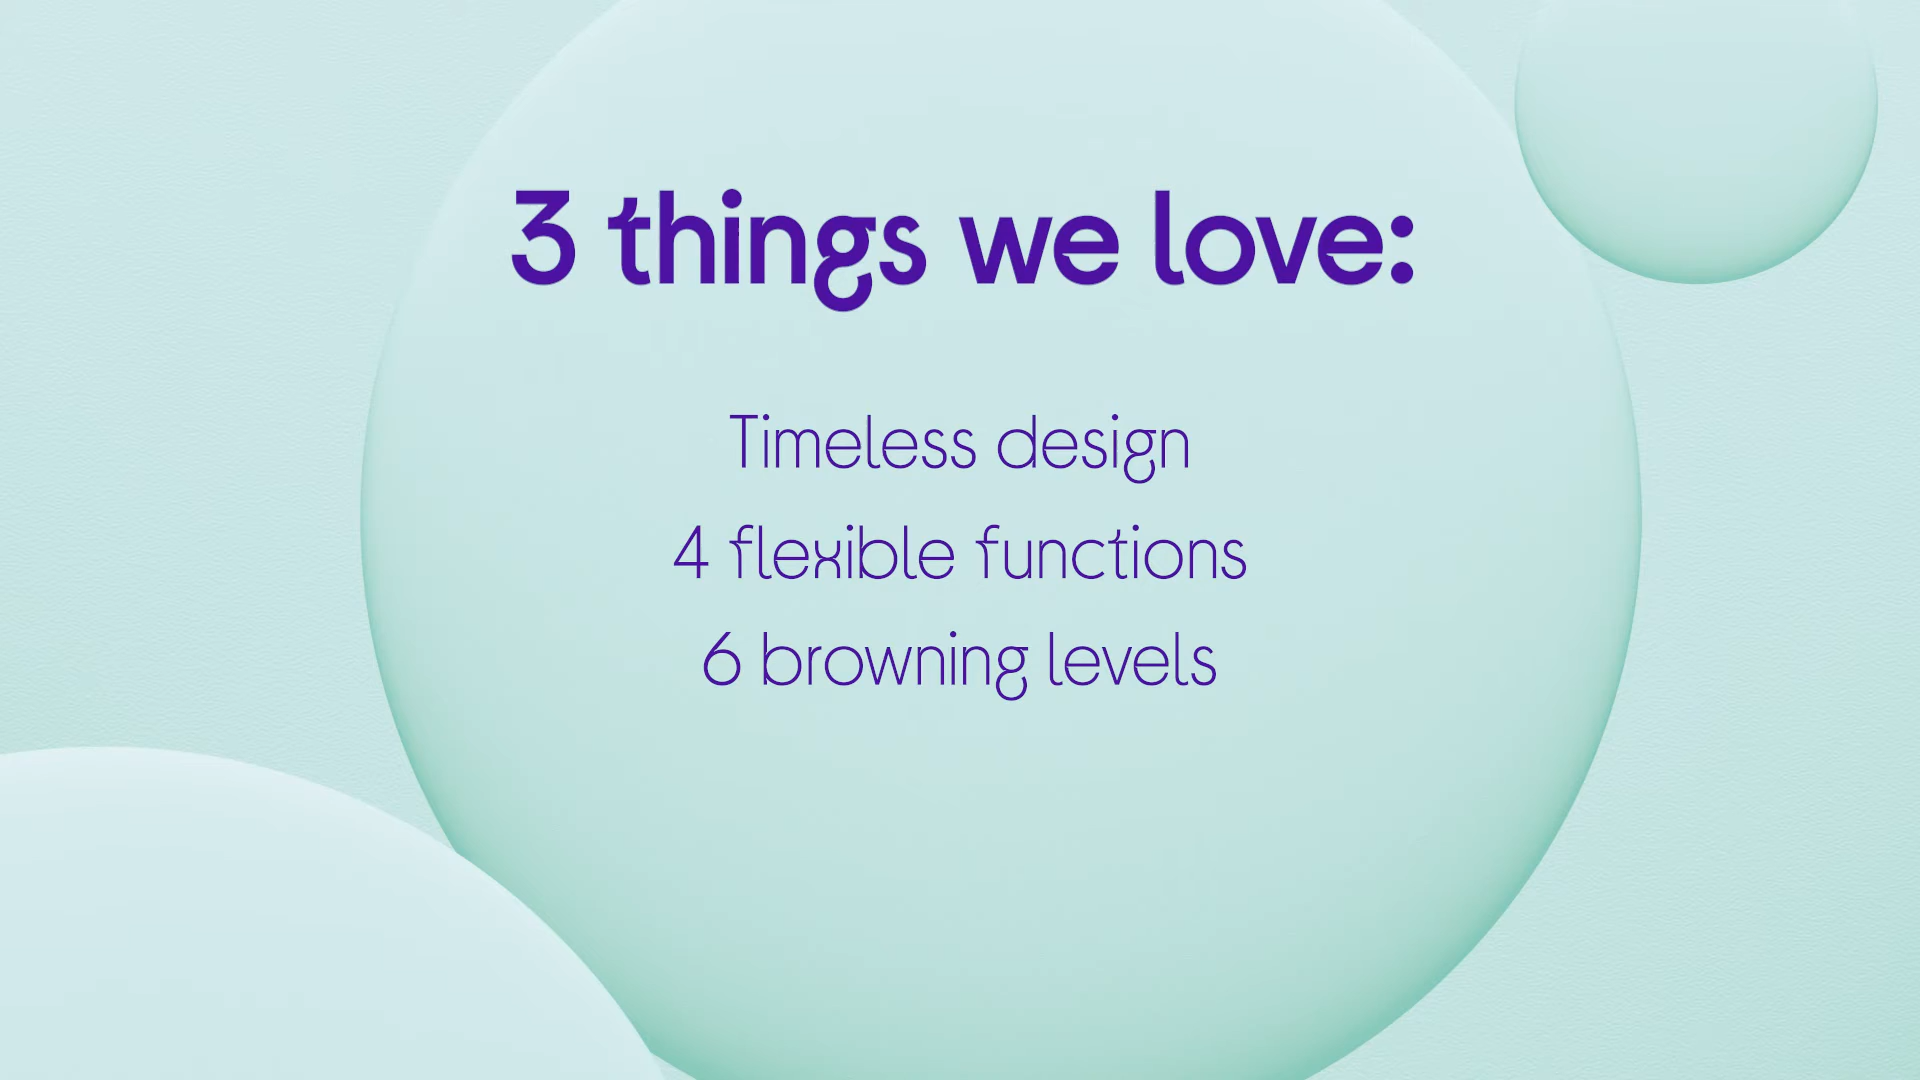 3 things we love:
Timeless design
4 flexible functions
6 browning levels